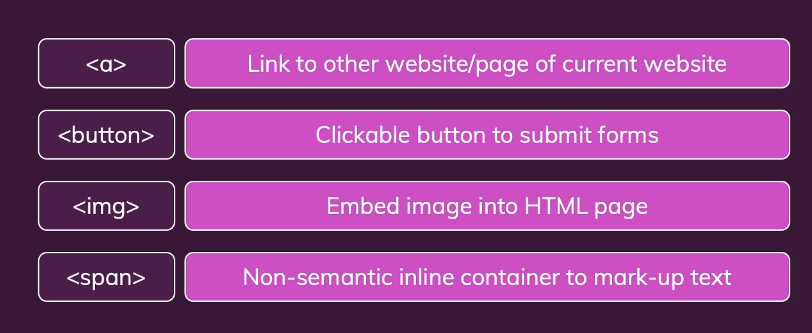 <a> Link to other website/page of current website
<button> Clickable button to submit forms
<img> Embed image into HTML page
<span> Non-semantic inline container to mark-up text